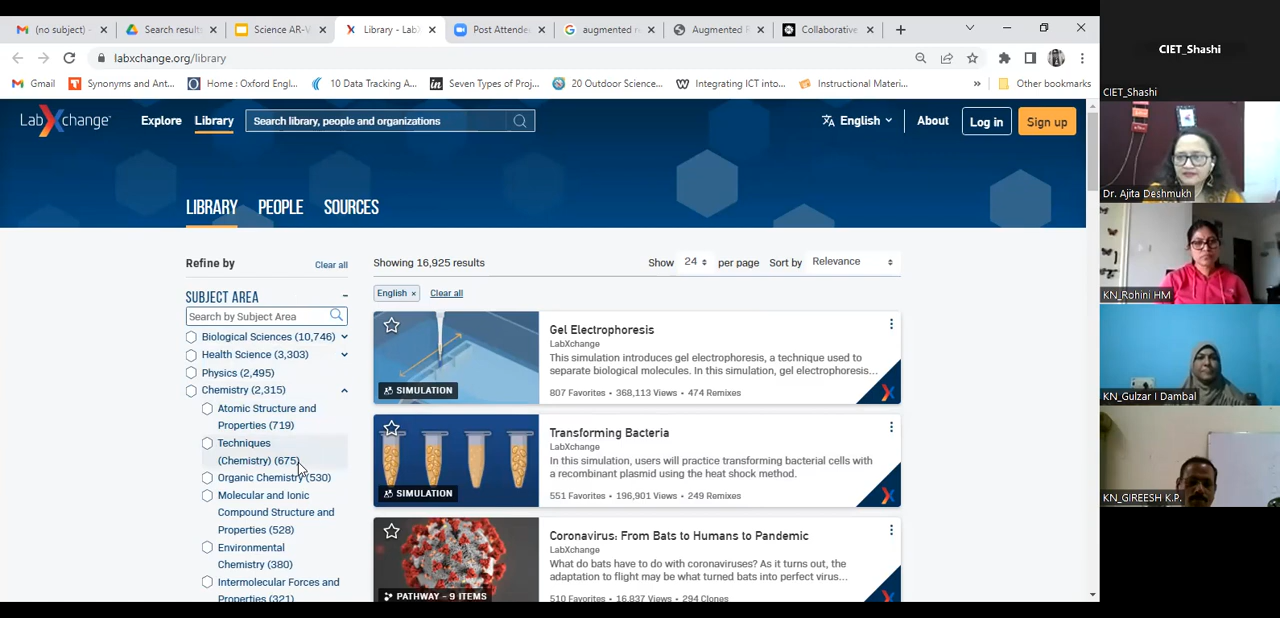 (no subject) -
Search results
Science AR-V
Library - Lab
Post Attende
augmented r
Augmented F
Collaborative
labxchange.org/library
Gmail
Synonyms and Ant...
Home : Oxford Engl...
10 Data Tracking A...
Seven Types of Proj...
20 Outdoor Science...
Integrating ICT into...
Instructional Materi...
»
Other bookmarks
LabXchange
Explore
Library
Search library, people and organizations
English
About
Log in
Sign up
LIBRARY
PEOPLE
SOURCES
Refine by
Clear all
SUBJECT AREA
Search by Subject Area
Biological Sciences (10,746)
Health Science (3,303)
Physics (2,495)
Chemistry (2,315)
Atomic Structure and
Properties (719)
Techniques
(Chemistry) (675)
Organic Chemistry (530)
Molecular and Ionic
Compound Structure and
Properties (528)
Environmental
Chemistry (380)
Intermolecular Forces and
Properties (321)
Showing 16,925 results
Show 24 per page
Sort by Relevance
English ×
Clear all
Gel Electrophoresis
LabXchange
This simulation introduces gel electrophoresis, a technique used to
separate biological molecules. In this simulation, gel electrophoresis...
SIMULATION
807 Favorites • 368,113 Views • 474 Remixes
Transforming Bacteria
LabXchange
In this simulation, users will practice transforming bacterial cells with
a recombinant plasmid using the heat shock method.
SIMULATION
551 Favorites • 196,901 Views • 249 Remixes
Coronavirus: From Bats to Humans to Pandemic
LabXchange
What do bats have to do with coronaviruses? As it turns out, the
adaptation to flight may be what turned bats into perfect virus...
PATHWAY - 9 ITEMS
510 Favorites • 16,837 Views • 294 Clones
CIET_Shashi
CIET_Shashi
Dr. Ajita Deshmukh
KN_Rohini HM
KN_Gulzar I Dambal
KN_GIREESH K.P.